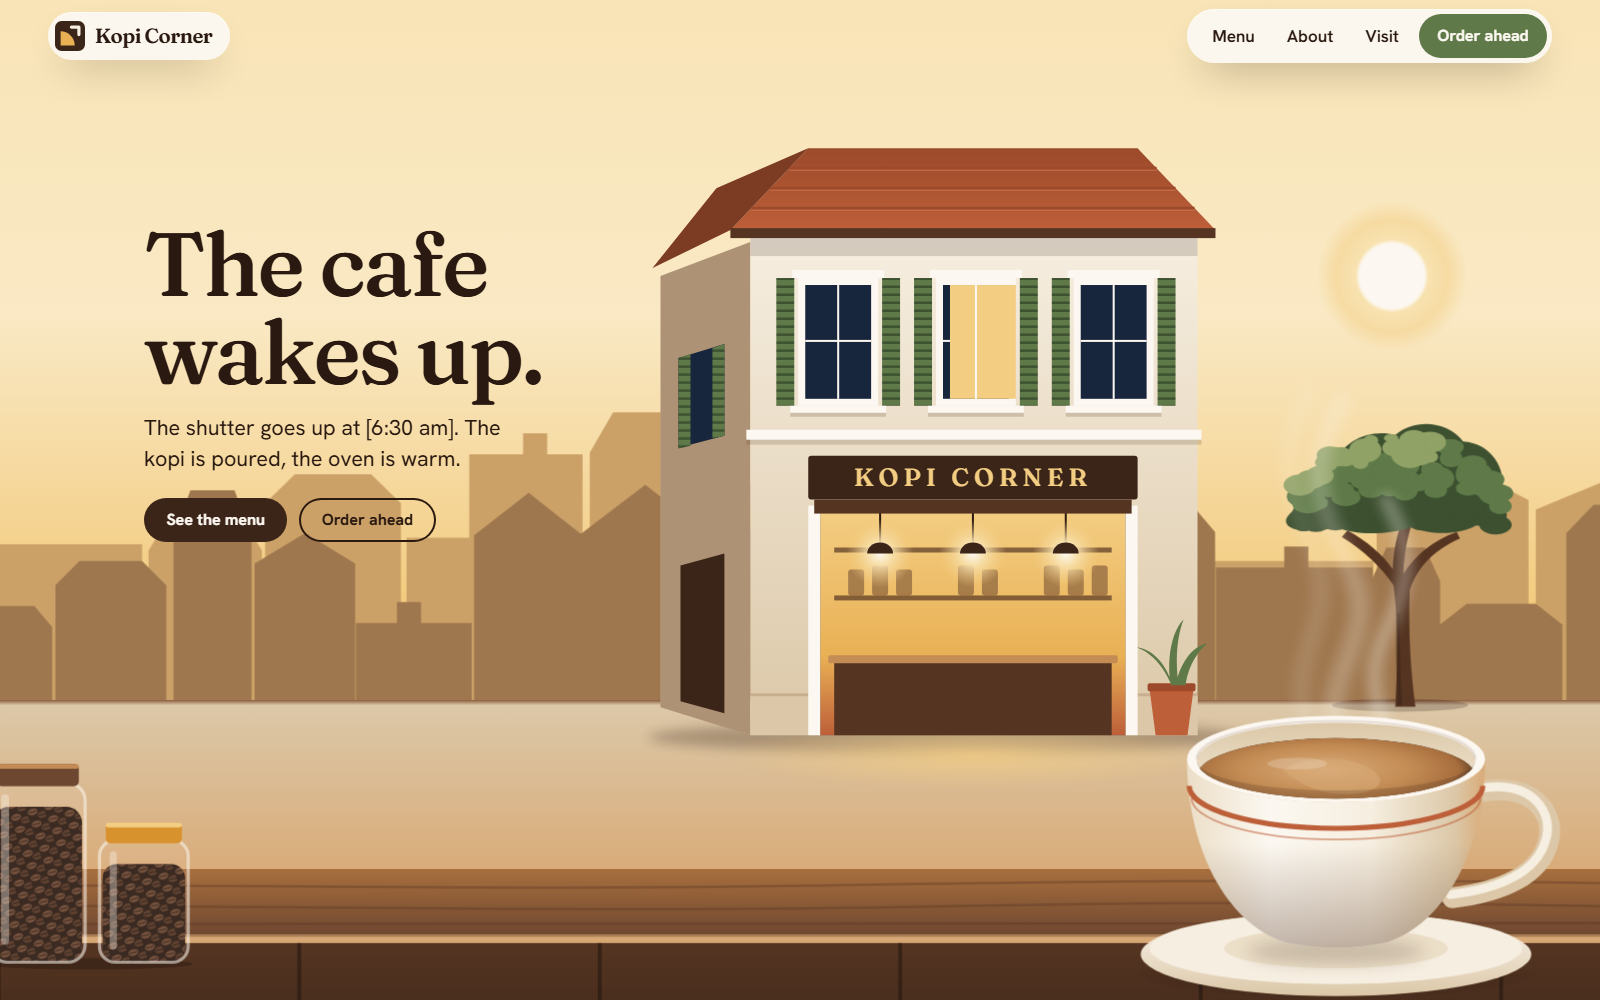 Kopi Corner
Menu
About
Visit
Order ahead
The cafe
wakes up.
The shutter goes up at [6:30 am]. The
kopi is poured, the oven is warm.
See the menu
Order ahead
KOPI CORNER